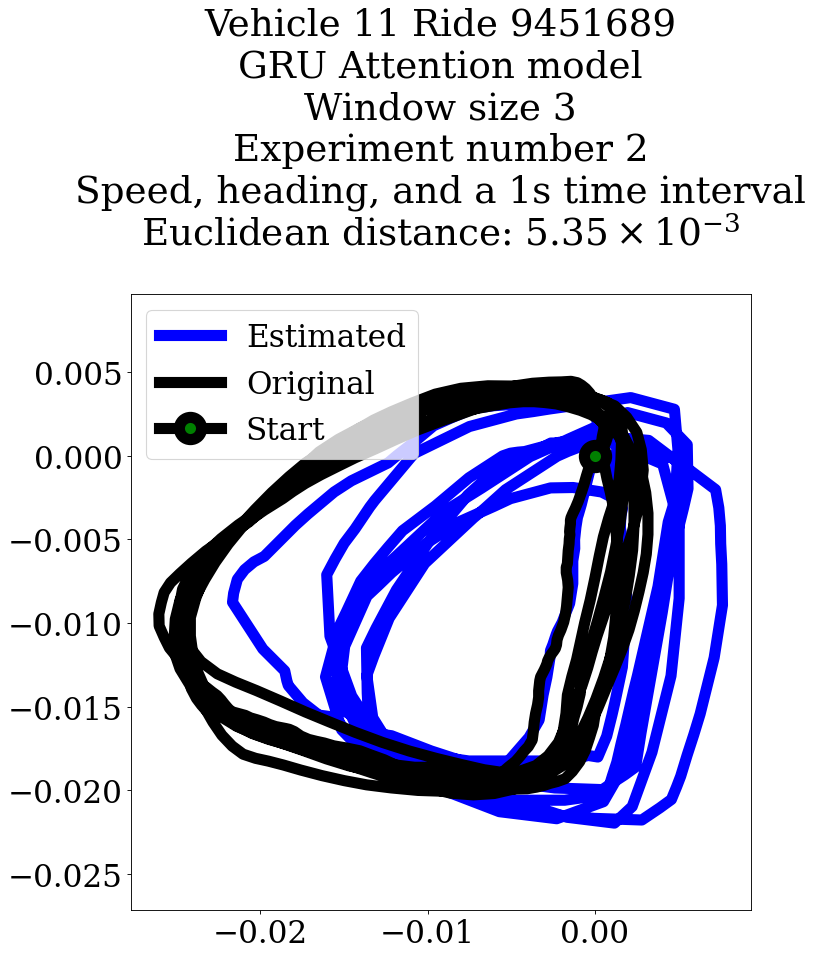 Vehicle 11 Ride 9451689
GRU Attention model
Window size 3
Experiment number 2
Speed, heading, and a 1s time interval
Euclidean distance: 5.35 × 10⁻³
Estimated
Original
Start
0.005
0.000
−0.005
−0.010
−0.015
−0.020
−0.025
−0.02 −0.01 0.00